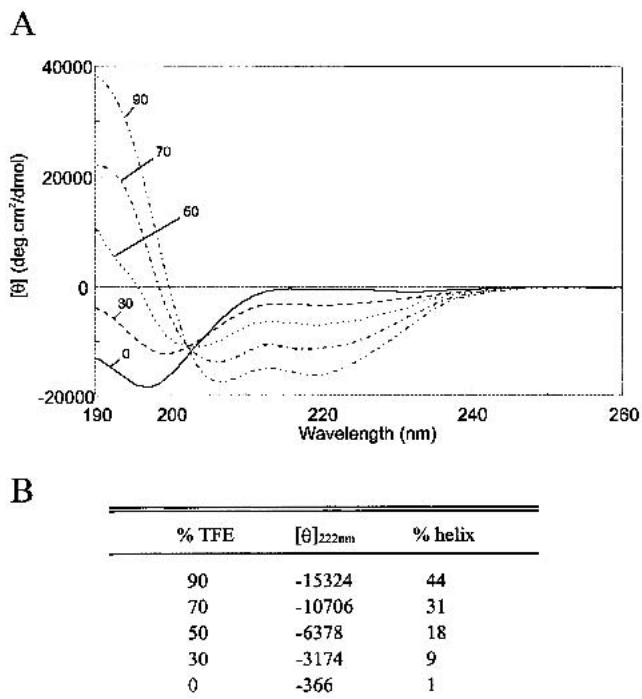 A
40000
90
70
20000
60
[θ] (deg.cm²/dmol)
0
30
0
-20000
190 200 220 240 260
Wavelength (nm)
B
% TFE [θ]222nm % helix
90 -15324 44
70 -10706 31
50 -6378 18
30 -3174 9
0 -366 1